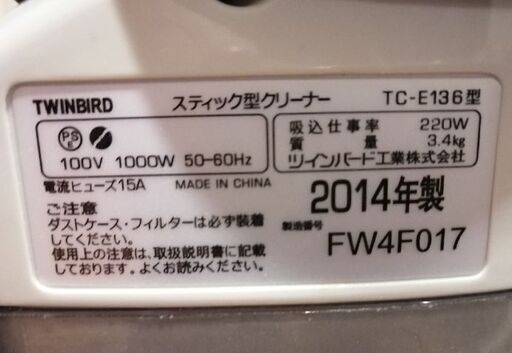 TWINBIRD スティック型クリーナー TC-E136型
PS E
100V 1000W 50-60Hz
吸込仕事率 220W
質量 3.4kg
ツインバード工業株式会社
電流ヒューズ15A MADE IN CHINA
2014年製
ご注意
ダストケース・フィルターは必ず装着
してください。
使用上の注意は、取扱説明書に記載
しております。よくお読みください。
製造番号
FW4F017